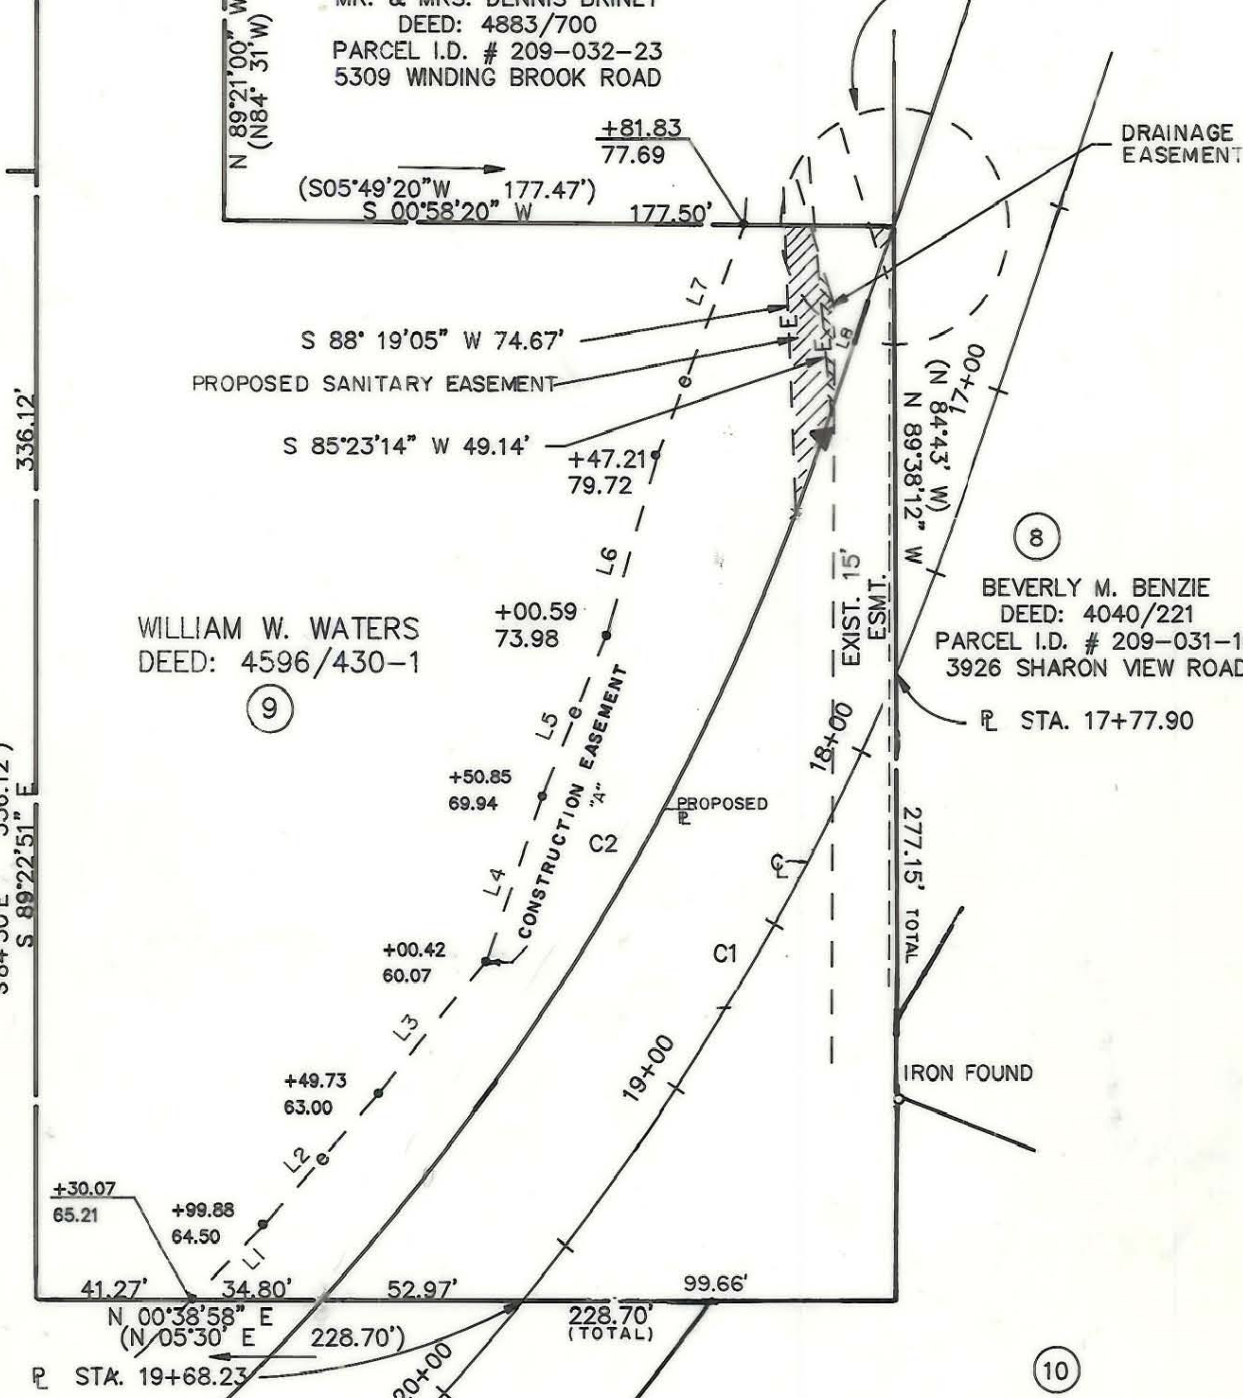 MR. & MRS. DENNIS BRINEY
DEED: 4883/700
PARCEL I.D. # 209-032-23
5309 WINDING BROOK ROAD
N 89°21'00" W
(N84° 31'W)
+81.83
77.69
DRAINAGE
EASEMENT
(S05°49'20"W 177.47')
S 00°58'20" W 177.50'
L7
S 88° 19'05" W 74.67'
PROPOSED SANITARY EASEMENT
S 85°23'14" W 49.14'
E
E
L8
e
17+00
(N 84°43' W)
N 89°38'12" W
336.12'
+47.21
79.72
L6
8
EXIST. 15'
ESMT.
BEVERLY M. BENZIE
DEED: 4040/221
PARCEL I.D. # 209-031-1
3926 SHARON VIEW ROAD
+00.59
73.98
WILLIAM W. WATERS
DEED: 4596/430-1
9
CONSTRUCTION EASEMENT
"A"
L5
e
℄ STA. 17+77.90
18+00
+50.85
69.94
PROPOSED
C2
S 89°22'51" E
277.15' TOTAL
L4
C1
+00.42
60.07
L3
19+00
IRON FOUND
+49.73
63.00
L2
e
+30.07
65.21
+99.88
64.50
L1
41.27' 34.80' 52.97' 99.66'
N 00°38'58" E
(N 05°30' E 228.70')
228.70'
(TOTAL)
STA. 19+68.23
20+00
10